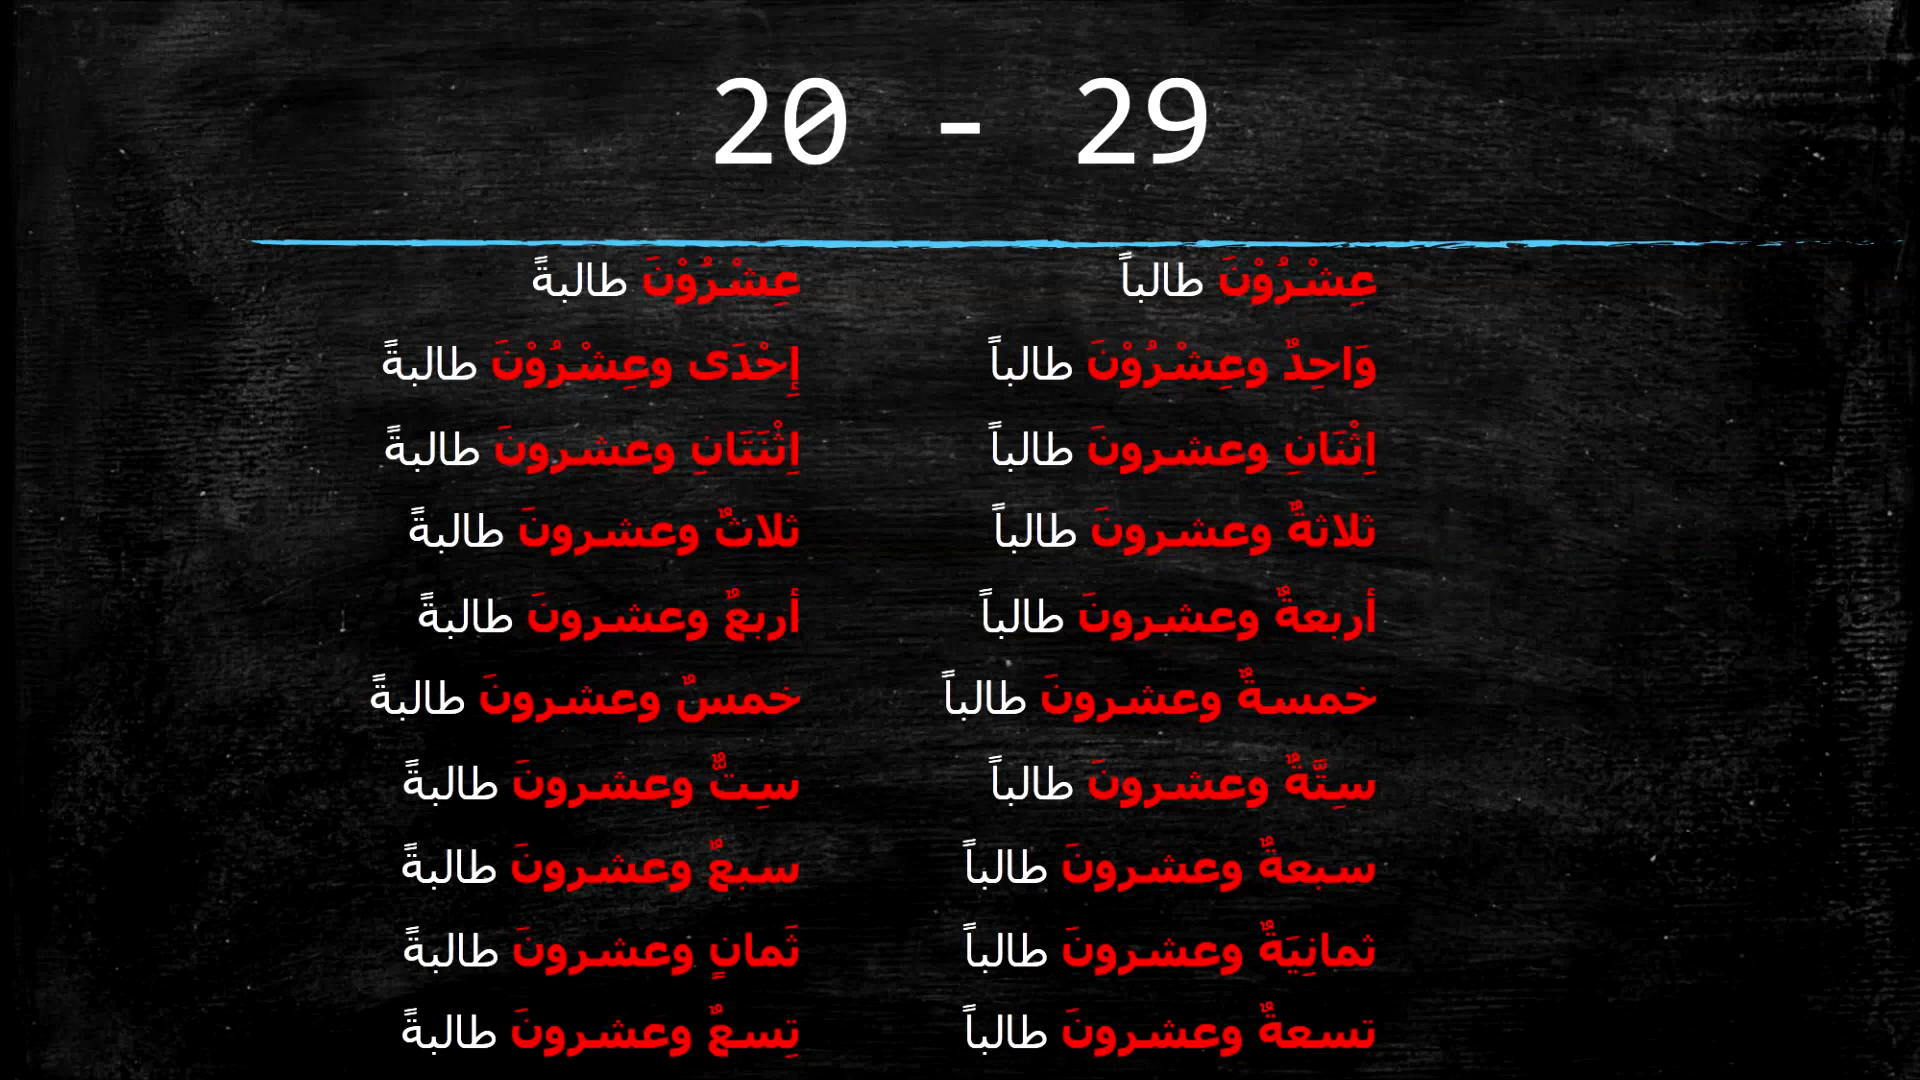 20 - 29
عِشْرُوْنَ طالباً
عِشْرُوْنَ طالبةً
وَاحِدٌ وعِشْرُوْنَ طالباً
إِحْدَى وعِشْرُوْنَ طالبةً
اِثْنَانِ وعشرونَ طالباً
اِثْنَتَانِ وعشرونَ طالبةً
ثلاثةٌ وعشرونَ طالباً
ثلاثٌ وعشرونَ طالبةً
أربعةٌ وعشرونَ طالباً
أربعٌ وعشرونَ طالبةً
خمسةٌ وعشرونَ طالباً
خمسٌ وعشرونَ طالبةً
سِتَّةٌ وعشرونَ طالباً
سِتٌّ وعشرونَ طالبةً
سبعةٌ وعشرونَ طالباً
سبعٌ وعشرونَ طالبةً
ثمانِيَةٌ وعشرونَ طالباً
ثَمانٍ وعشرونَ طالبةً
تسعةٌ وعشرونَ طالباً
تِسعٌ وعشرونَ طالبةً